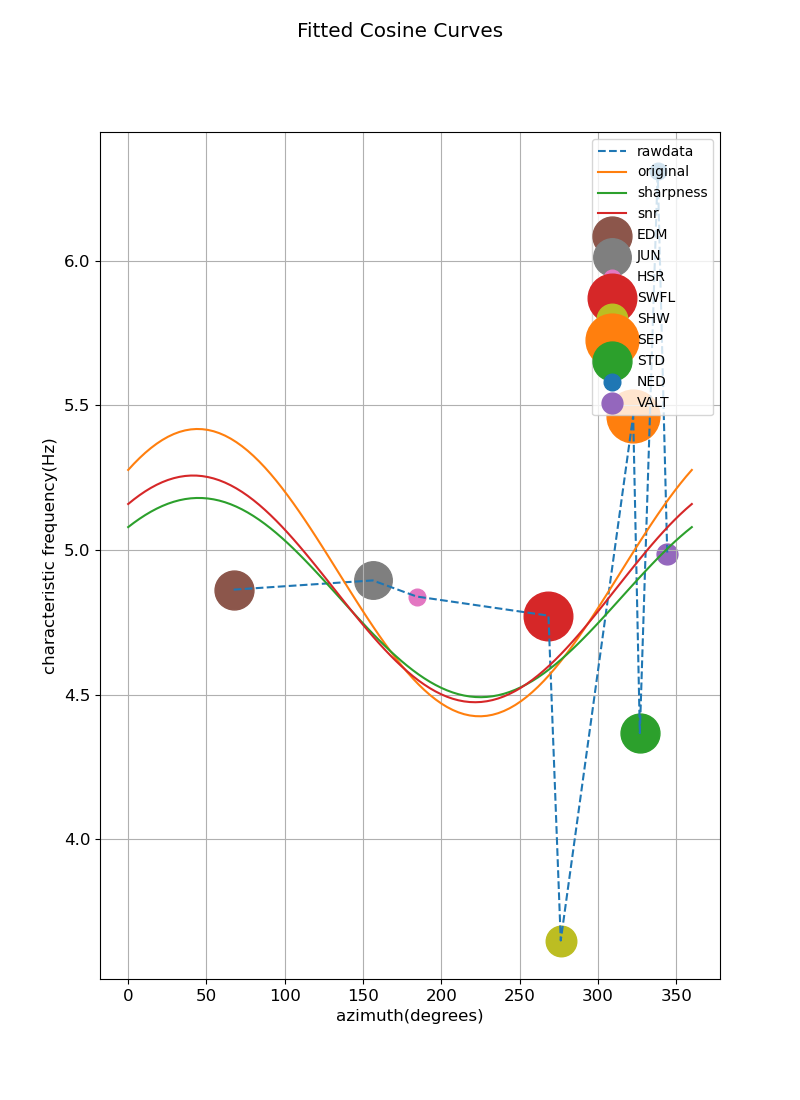 Fitted Cosine Curves
rawdata
original
sharpness
snr
EDM
JUN
HSR
SWFL
SHW
SEP
STD
NED
VALT
characteristic frequency(Hz)
6.0
5.5
5.0
4.5
4.0
0 50 100 150 200 250 300 350
azimuth(degrees)